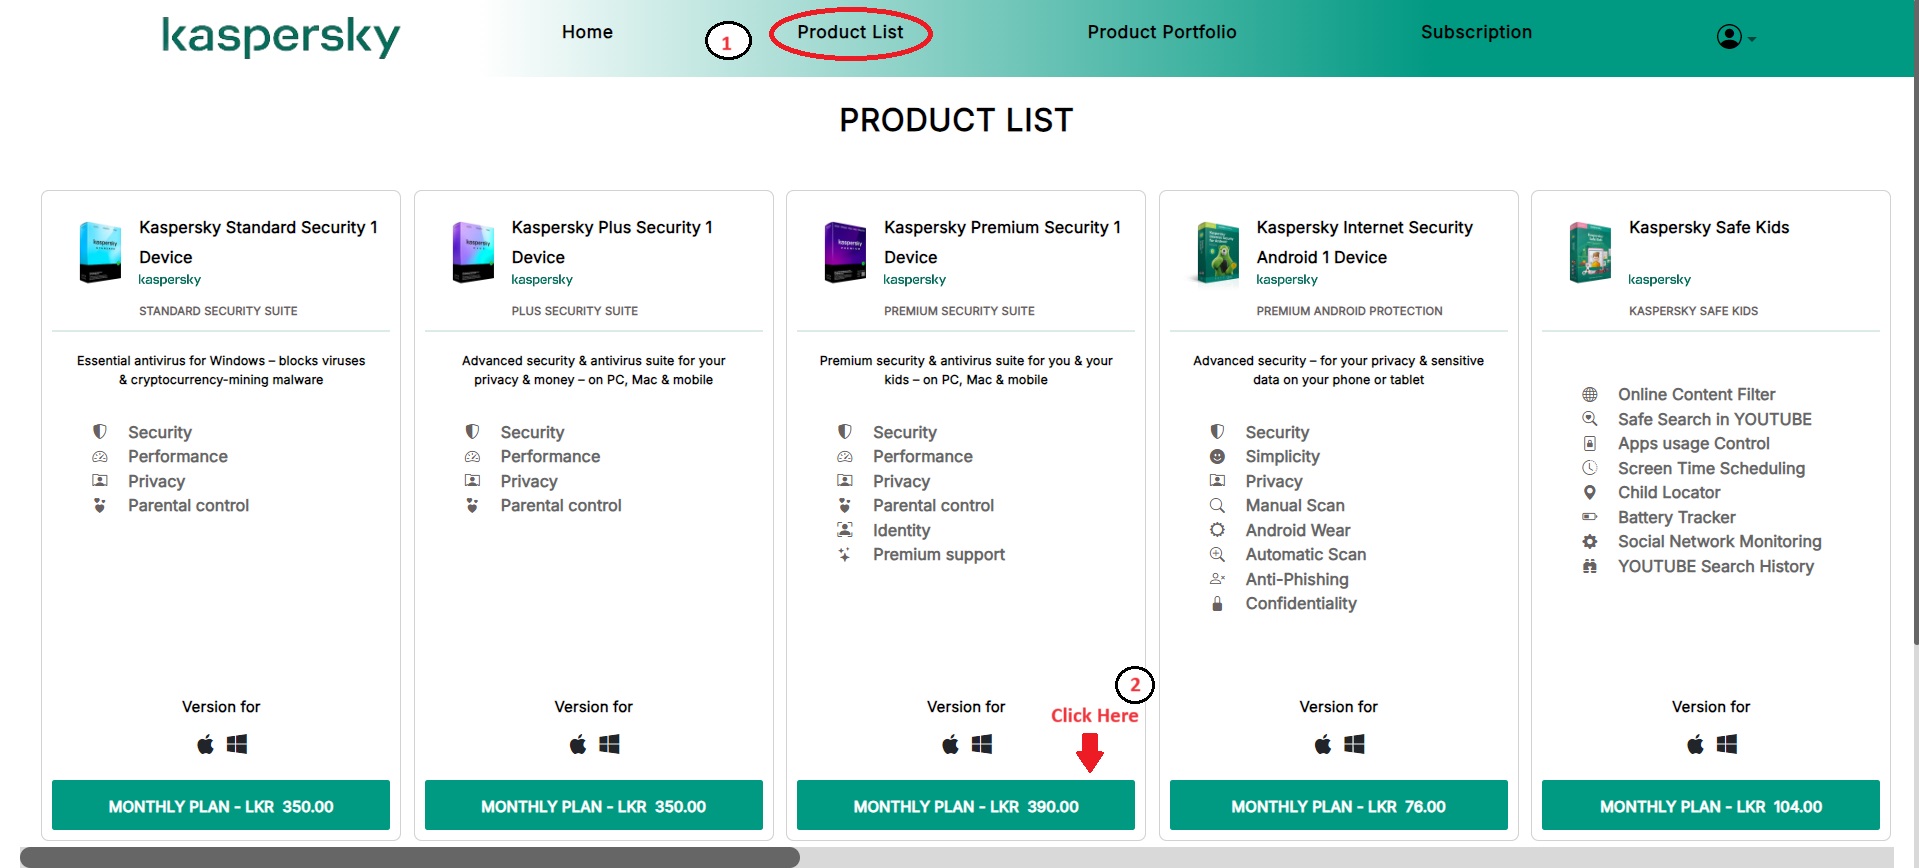 kaspersky
Home
1
Product List
Product Portfolio
Subscription
PRODUCT LIST
Kaspersky Standard Security 1
Device
kaspersky
STANDARD SECURITY SUITE
Essential antivirus for Windows – blocks viruses
& cryptocurrency-mining malware
Security
Performance
Privacy
Parental control
Version for
MONTHLY PLAN - LKR 350.00
Kaspersky Plus Security 1
Device
kaspersky
PLUS SECURITY SUITE
Advanced security & antivirus suite for your
privacy & money – on PC, Mac & mobile
Security
Performance
Privacy
Parental control
Version for
MONTHLY PLAN - LKR 350.00
Kaspersky Premium Security 1
Device
kaspersky
PREMIUM SECURITY SUITE
Premium security & antivirus suite for you & your
kids – on PC, Mac & mobile
Security
Performance
Privacy
Parental control
Identity
Premium support
Version for
2
Click Here
MONTHLY PLAN - LKR 390.00
Kaspersky Internet Security
Android 1 Device
kaspersky
PREMIUM ANDROID PROTECTION
Advanced security – for your privacy & sensitive
data on your phone or tablet
Security
Simplicity
Privacy
Manual Scan
Android Wear
Automatic Scan
Anti-Phishing
Confidentiality
Version for
MONTHLY PLAN - LKR 76.00
Kaspersky Safe Kids
kaspersky
KASPERSKY SAFE KIDS
Online Content Filter
Safe Search in YOUTUBE
Apps usage Control
Screen Time Scheduling
Child Locator
Battery Tracker
Social Network Monitoring
YOUTUBE Search History
Version for
MONTHLY PLAN - LKR 104.00